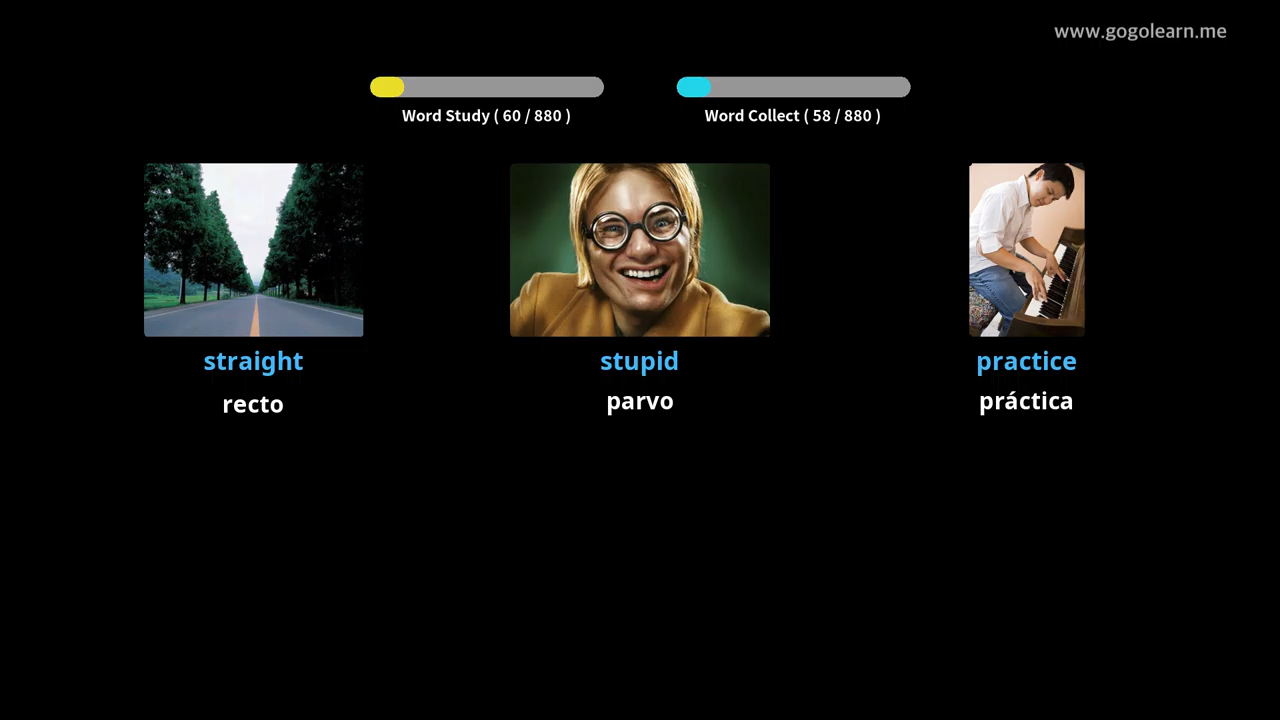 www.gogolearn.me
Word Study ( 60 / 880 )
Word Collect ( 58 / 880 )
straight
stupid
practice
recto
parvo
práctica